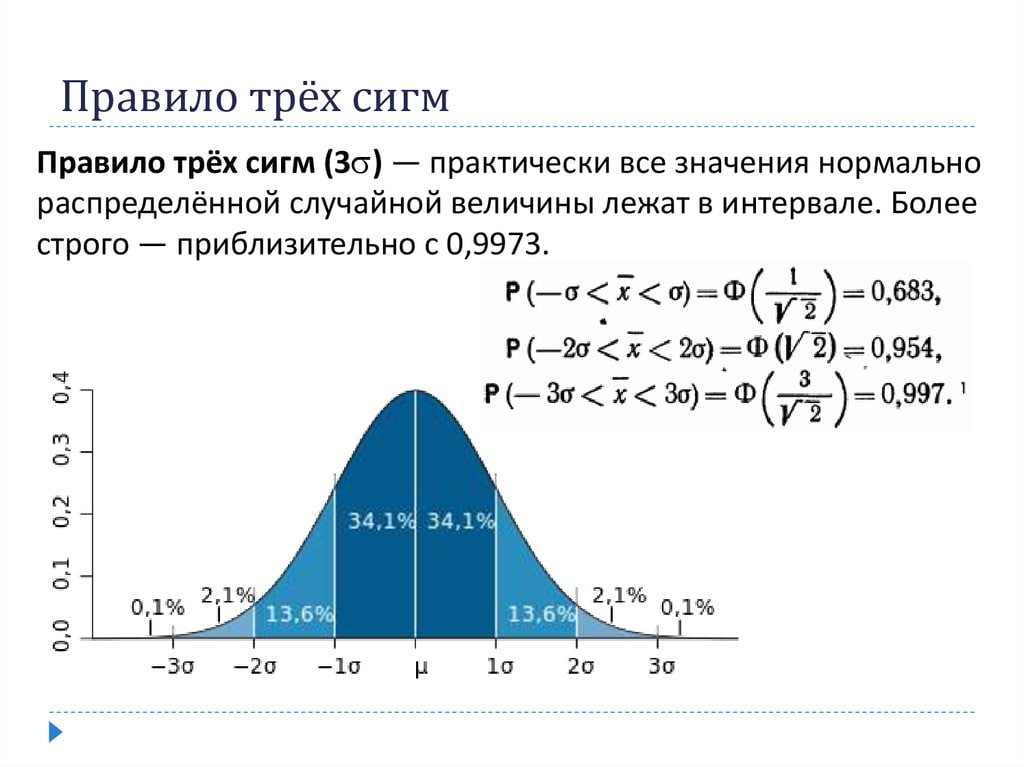 Правило трёх сигм
Правило трёх сигм (3σ) — практически все значения нормально
распределённой случайной величины лежат в интервале. Более
строго — приблизительно с 0,9973.
P (—σ < x̅ < σ) = Φ(1/√2) = 0,683,
P (—2σ < x̅ < 2σ) = Φ (√2) = 0,954,
P (— 3σ < x̅ < 3σ) = Φ(3/√2) = 0,997. ¹
0,4
0,3
0,2
0,1
0,0
34,1% 34,1%
0,1% 2,1% 13,6% 13,6% 2,1% 0,1%
−3σ −2σ −1σ μ 1σ 2σ 3σ